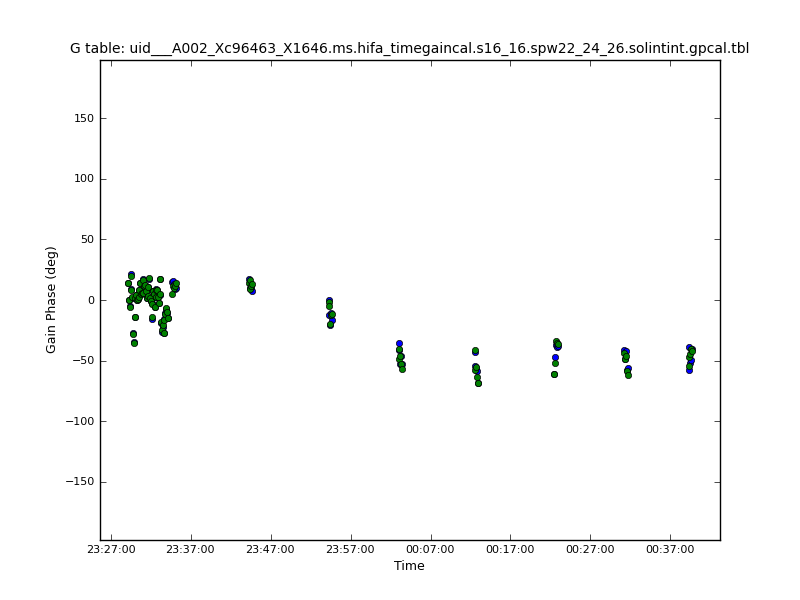 G table: uid___A002_Xc96463_X1646.ms.hifa_timegaincal.s16_16.spw22_24_26.solintint.gpcal.tbl
150
100
50
0
−50
−100
−150
Gain Phase (deg)
23:27:00 23:37:00 23:47:00 23:57:00 00:07:00 00:17:00 00:27:00 00:37:00
Time